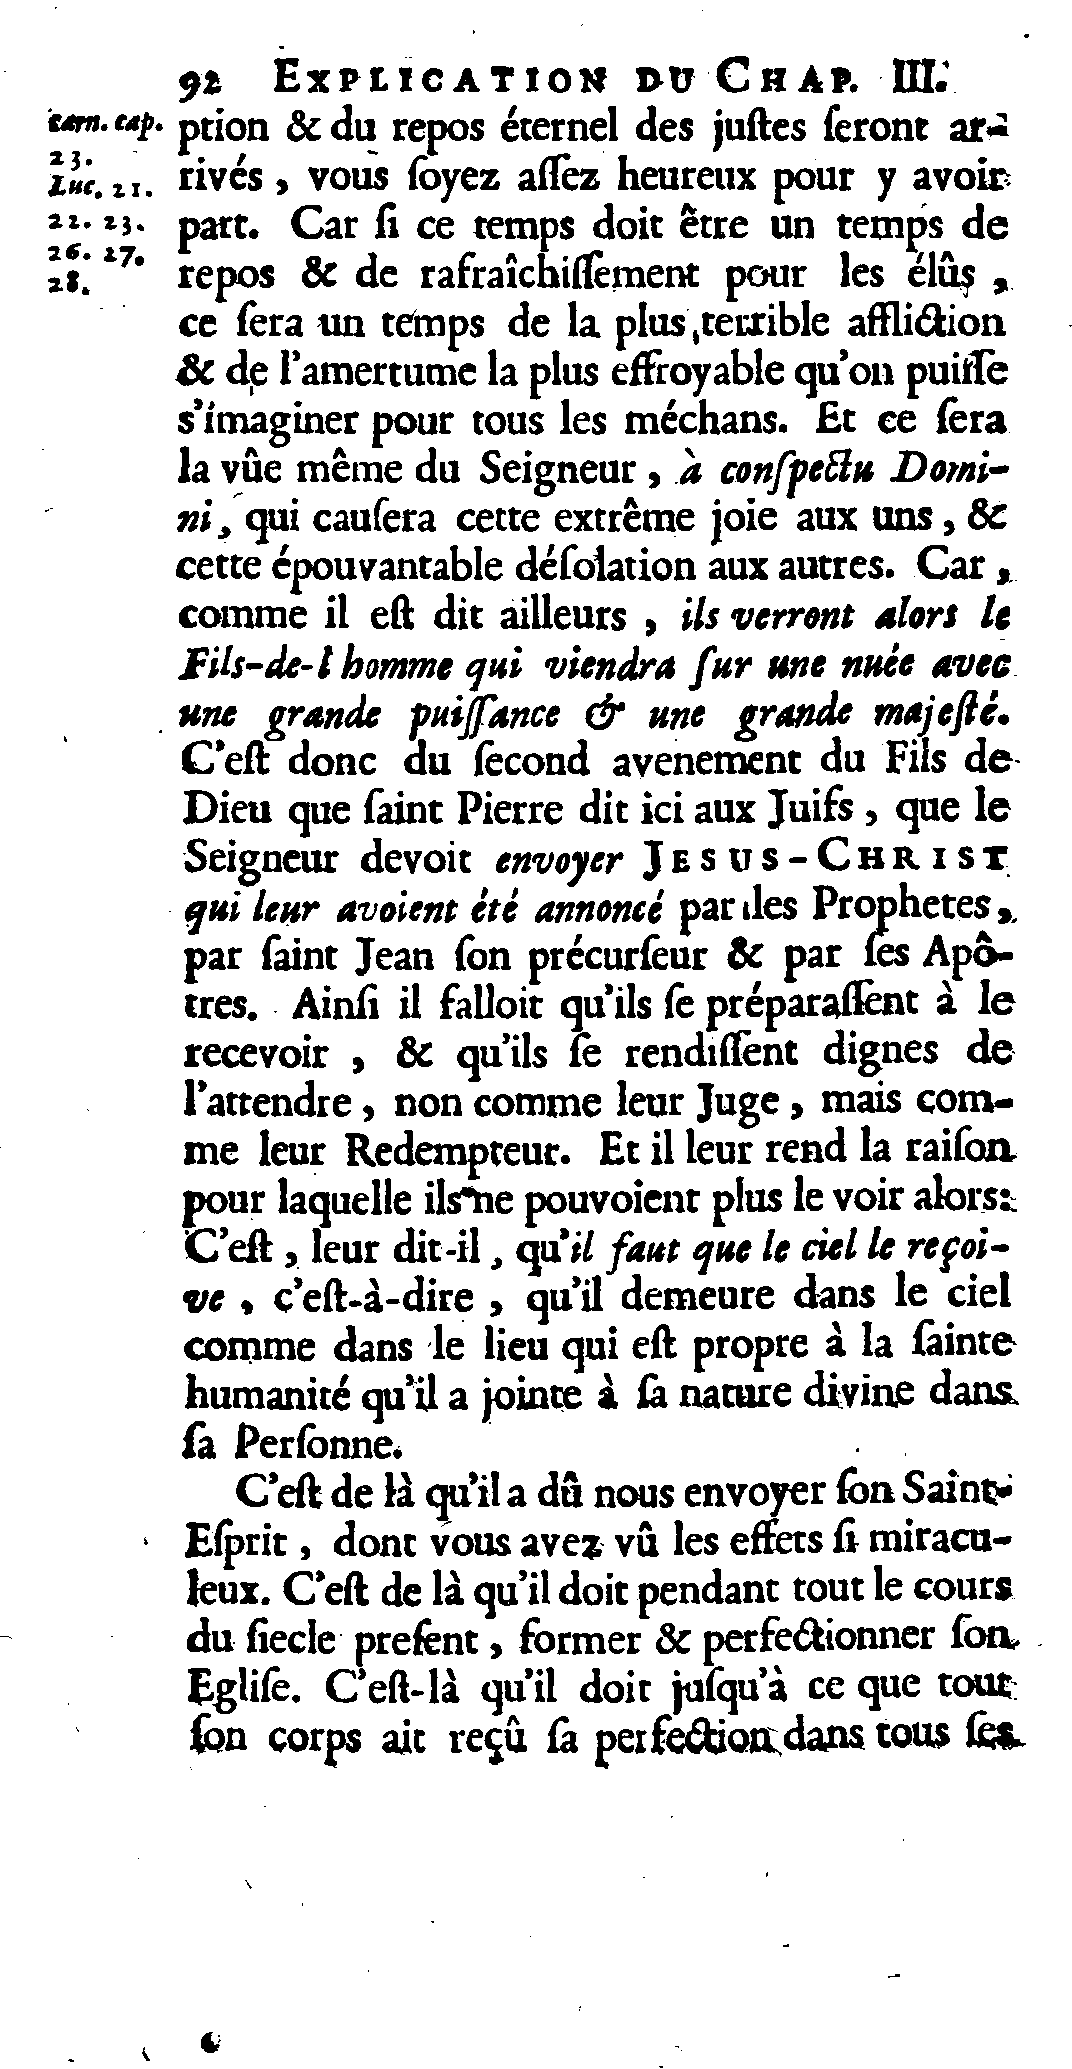 92 EXPLICATION DU CHAP. III.
carn. cap.
23.
Luc. 21.
22. 23.
26. 27.
28.
ption & du repos éternel des juſtes ſeront ar-
rivés, vous ſoyez aſſez heureux pour y avoir
part. Car ſi ce temps doit être un temps de
repos & de rafraîchiſſement pour les élûs,
ce ſera un temps de la plus terrible affliction
& de l'amertume la plus effroyable qu'on puiſſe
s'imaginer pour tous les méchans. Et ce ſera
la vûe même du Seigneur, à conſpectu Domi-
ni, qui cauſera cette extrême joie aux uns, &
cette épouvantable déſolation aux autres. Car,
comme il eſt dit ailleurs, ils verront alors le
Fils-de-l homme qui viendra ſur une nuée avec
une grande puiſſance & une grande majeſté.
C'eſt donc du ſecond avenement du Fils de
Dieu que ſaint Pierre dit ici aux Juifs, que le
Seigneur devoit envoyer JESUS-CHRIST
qui leur avoient été annoncé par les Prophetes,
par ſaint Jean ſon précurſeur & par ſes Apô-
tres. Ainſi il falloit qu'ils ſe préparaſſent à le
recevoir, & qu'ils ſe rendiſſent dignes de
l'attendre, non comme leur Juge, mais com-
me leur Redempteur. Et il leur rend la raiſon
pour laquelle ils ne pouvoient plus le voir alors:
C'eſt, leur dit-il, qu'il faut que le ciel le reçoi-
ve, c'eſt-à-dire, qu'il demeure dans le ciel
comme dans le lieu qui eſt propre à la ſainte
humanité qu'il a jointe à ſa nature divine dans
ſa Perſonne.
C'eſt de là qu'il a dû nous envoyer ſon Saint-
Eſprit, dont vous avez vû les effets ſi miracu-
leux. C'eſt de là qu'il doit pendant tout le cours
du ſiecle preſent, former & perfectionner ſon
Egliſe. C'eſt-là qu'il doit juſqu'à ce que tout
ſon corps ait reçû ſa perfection dans tous ſes